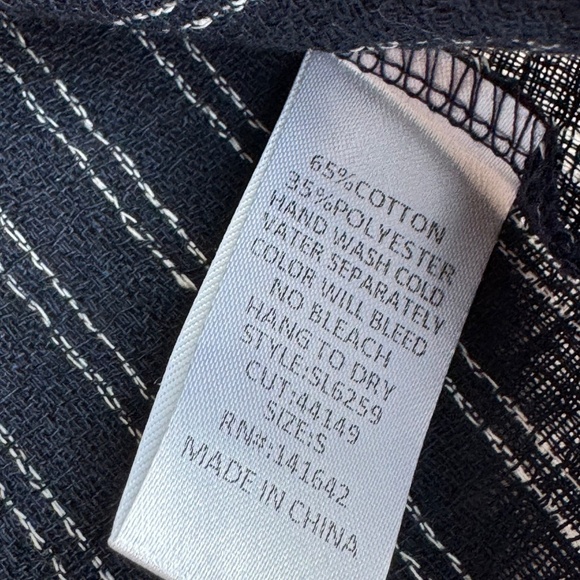 65%COTTON
35%POLYESTER
HAND WASH COLD
VATER SEPARATELY
COLOR WILL BLEED
NO BLEACH
HANG TO DRY
STYLE:SL6259
CUT:44149
SIZE:S
RN#:141642
MADE IN CHINA